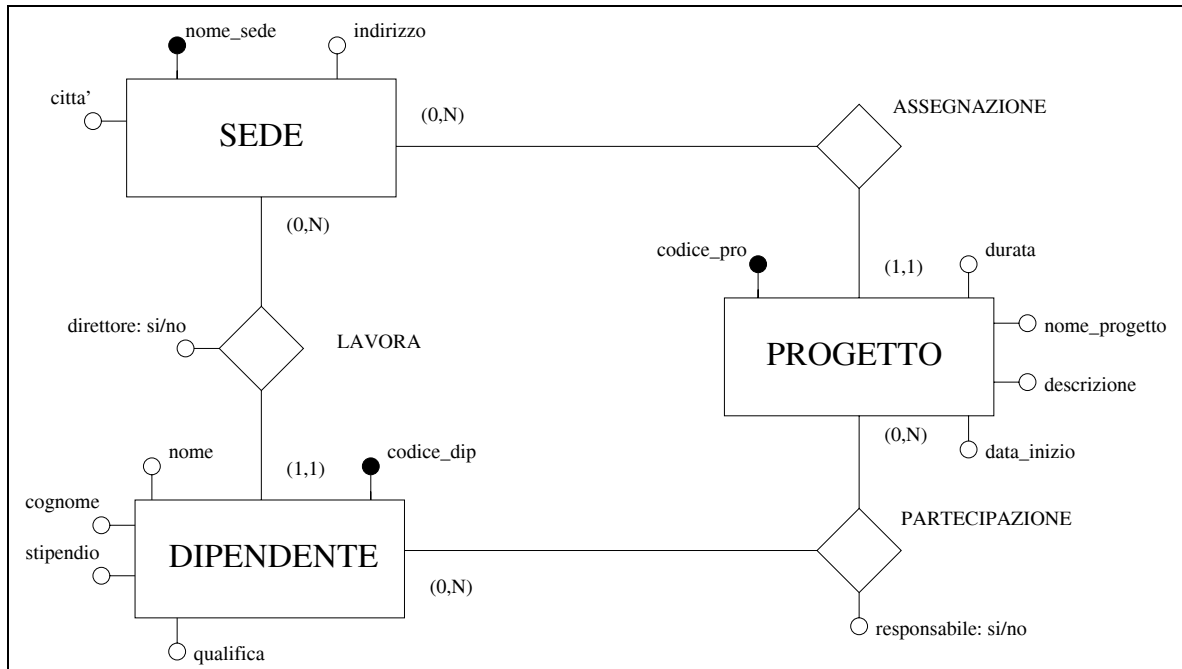 nome_sede
indirizzo
citta'
SEDE
(0,N)
ASSEGNAZIONE
(0,N)
codice_pro
(1,1)
durata
direttore: si/no
LAVORA
nome_progetto
PROGETTO
descrizione
(0,N)
data_inizio
nome
(1,1)
codice_dip
cognome
stipendio
DIPENDENTE
(0,N)
PARTECIPAZIONE
qualifica
responsabile: si/no